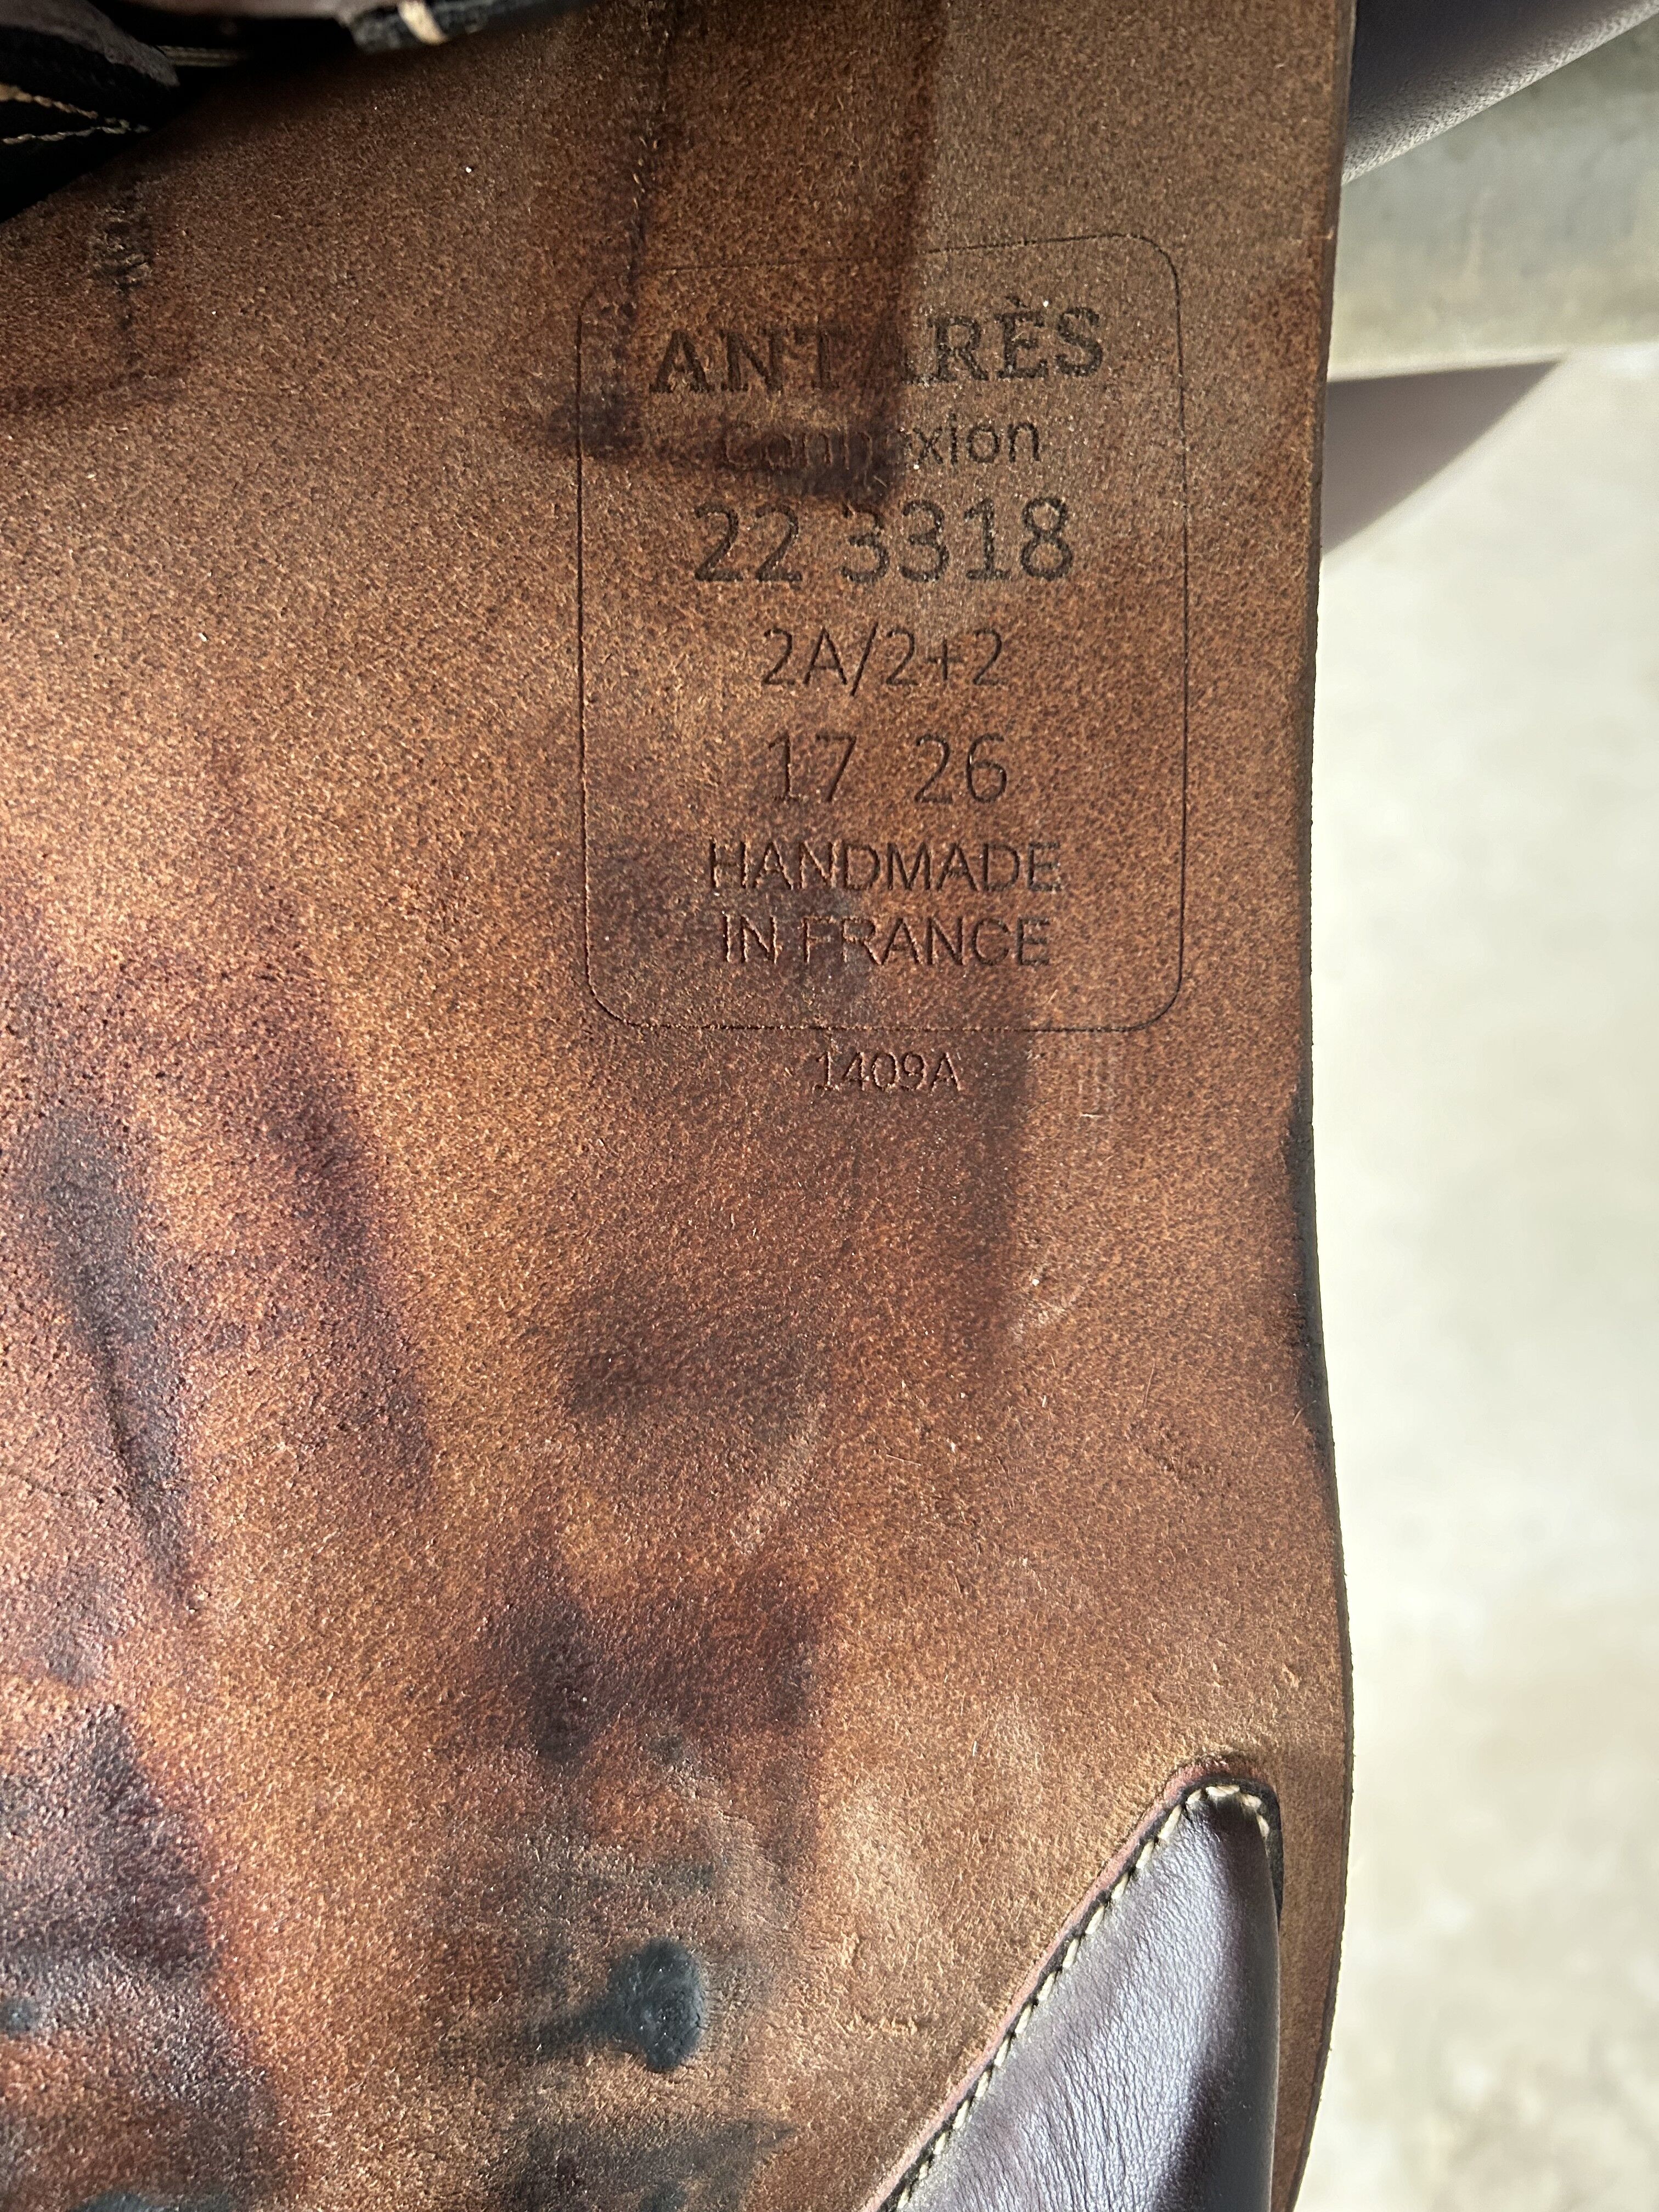 ANTARÈS
Connexion
22 3318
2A/2+2
17 26
HANDMADE
IN FRANCE
1409A